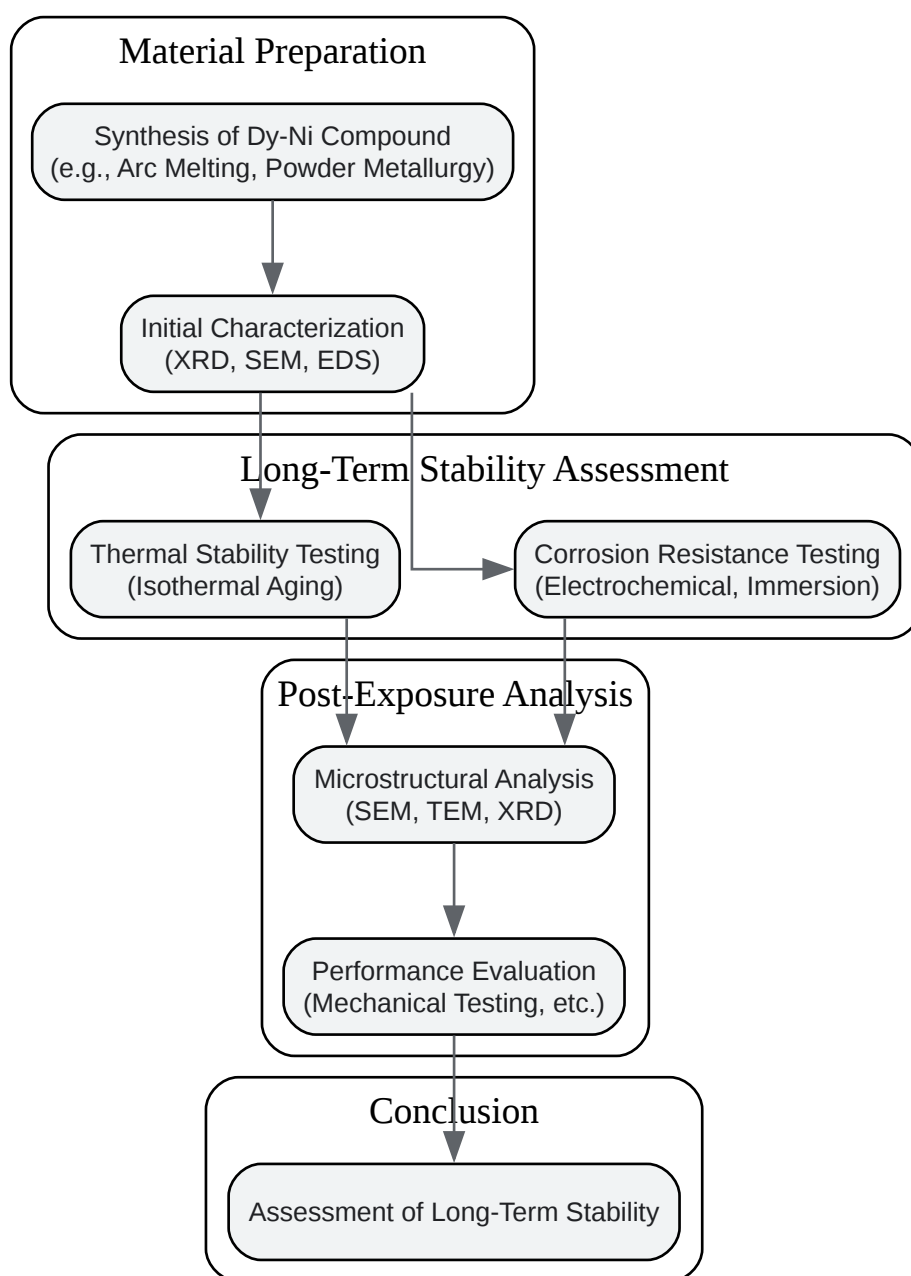 Material Preparation
Synthesis of Dy-Ni Compound
(e.g., Arc Melting, Powder Metallurgy)
Initial Characterization
(XRD, SEM, EDS)
Long-Term Stability Assessment
Thermal Stability Testing
(Isothermal Aging)
Corrosion Resistance Testing
(Electrochemical, Immersion)
Post-Exposure Analysis
Microstructural Analysis
(SEM, TEM, XRD)
Performance Evaluation
(Mechanical Testing, etc.)
Conclusion
Assessment of Long-Term Stability